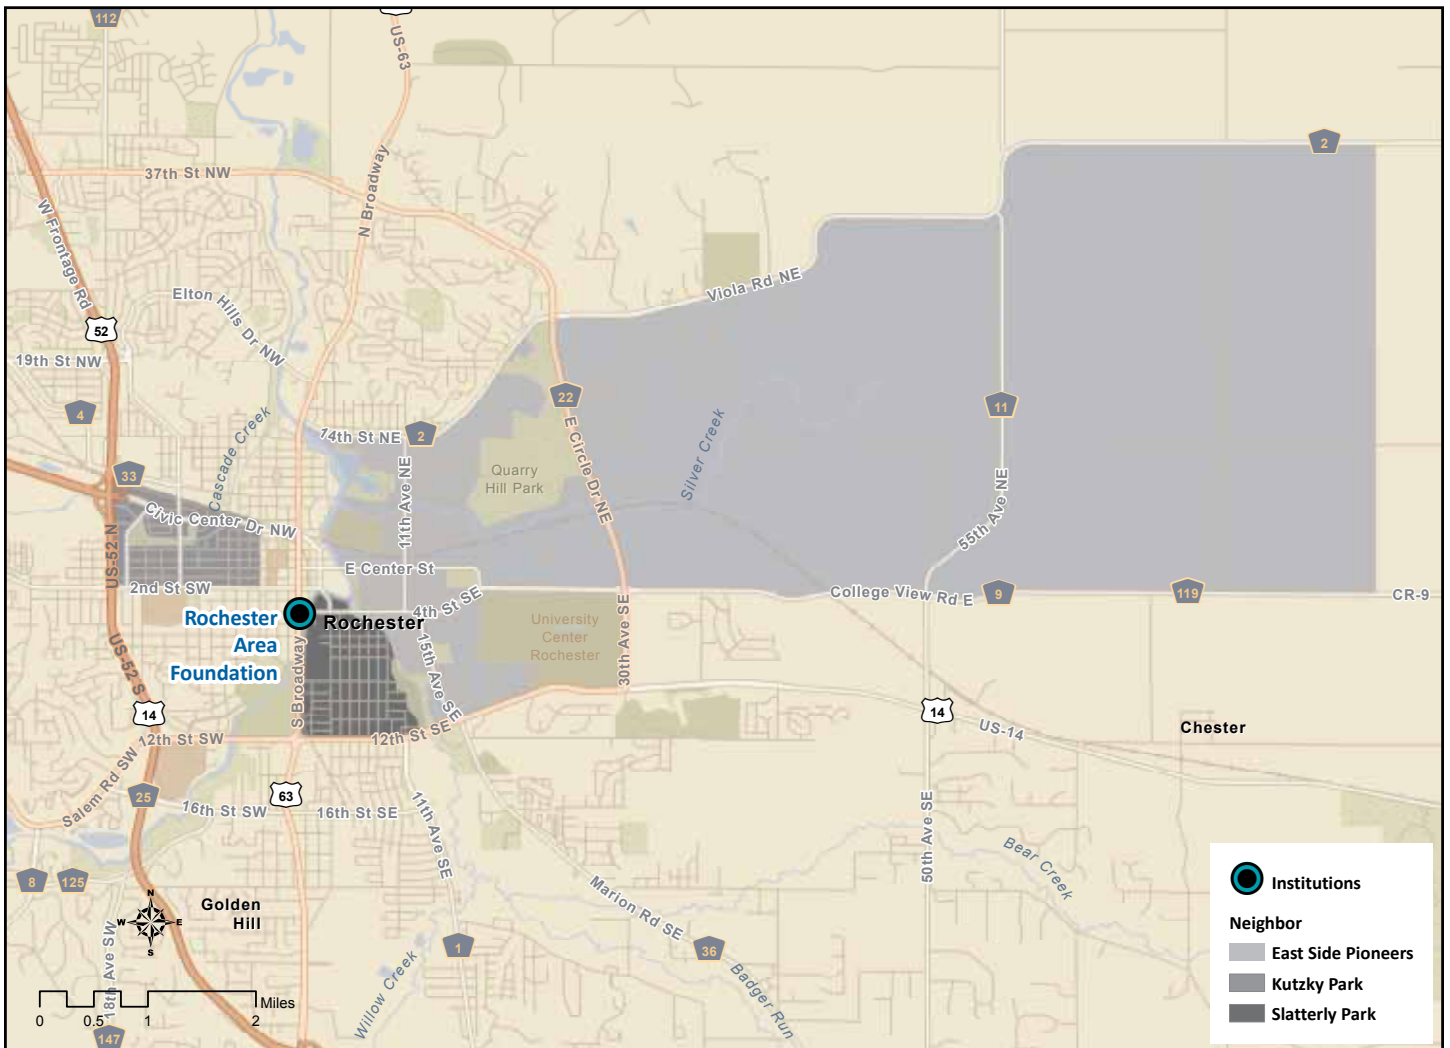 112
US-63
2
37th St NW
N Broadway
W Frontage Rd
Viola Rd NE
Elton Hills Dr NW
52
19th St NW
4
22
11
Cascade Creek
14th St NE
2
E Circle Dr NE
Silver Creek
Quarry
Hill Park
33
Civic Center Dr NW
11th Ave NE
55th Ave NE
US-52 N
E Center St
2nd St SW
4th St SE
College View Rd E
9
119
CR-9
Rochester
Area
Foundation
Rochester
University
Center
Rochester
30th Ave SE
15th Ave SE
US-52 S
S Broadway
14
14
US-14
Chester
12th St SW
12th St SE
Salem Rd SW
25
63
16th St SW
16th St SE
11th Ave SE
50th Ave SE
Bear Creek
8
125
Marion Rd SE
N
W
E
S
Golden
Hill
18th Ave SW
1
36
Willow Creek
Badger Run
147
Miles
0
0.5
1
2
Institutions
Neighbor
East Side Pioneers
Kutzky Park
Slatterly Park